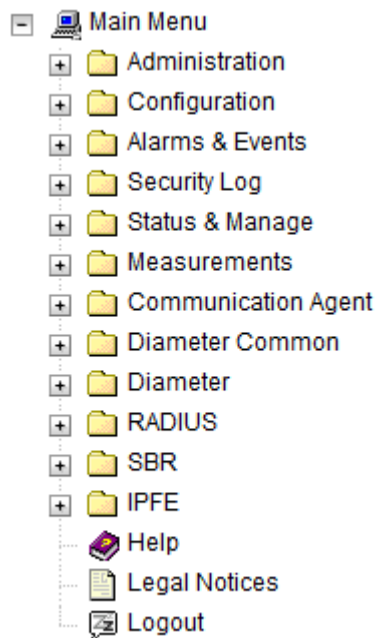 Main Menu
Administration
Configuration
Alarms & Events
Security Log
Status & Manage
Measurements
Communication Agent
Diameter Common
Diameter
RADIUS
SBR
IPFE
Help
Legal Notices
Logout